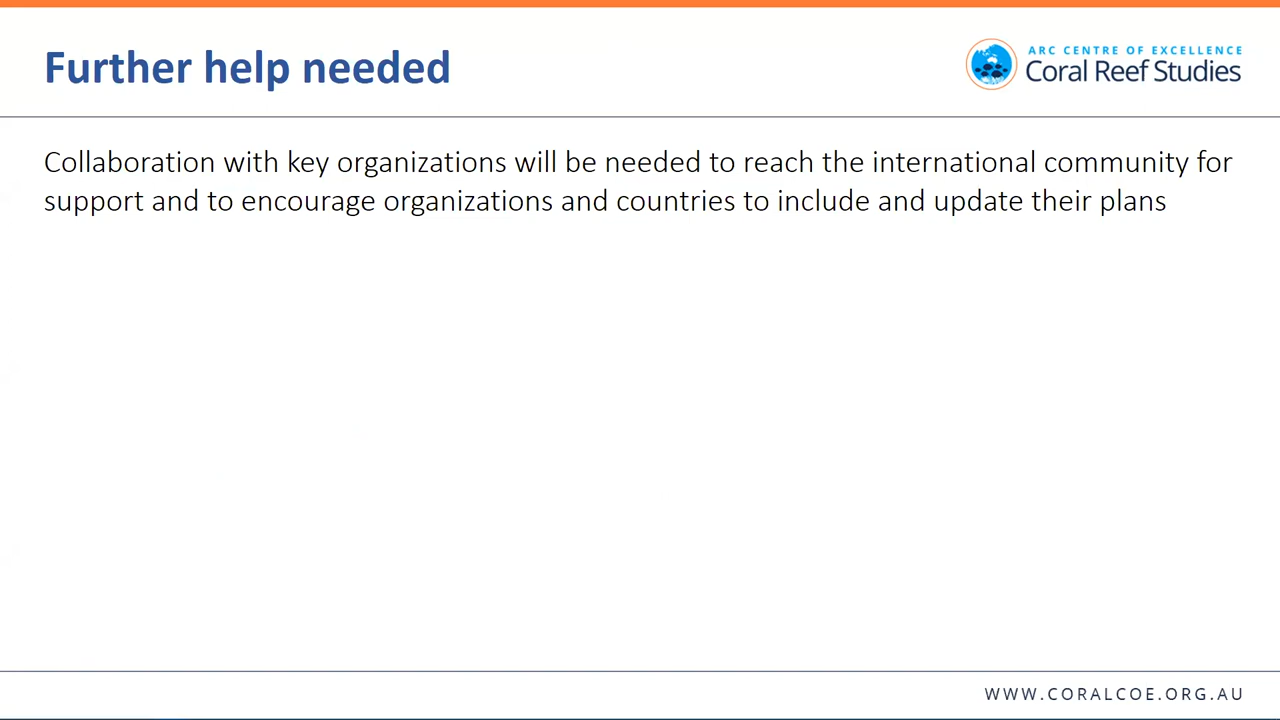 Further help needed
ARC CENTRE OF EXCELLENCE
Coral Reef Studies
Collaboration with key organizations will be needed to reach the international community for
support and to encourage organizations and countries to include and update their plans
WWW.CORALCOE.ORG.AU